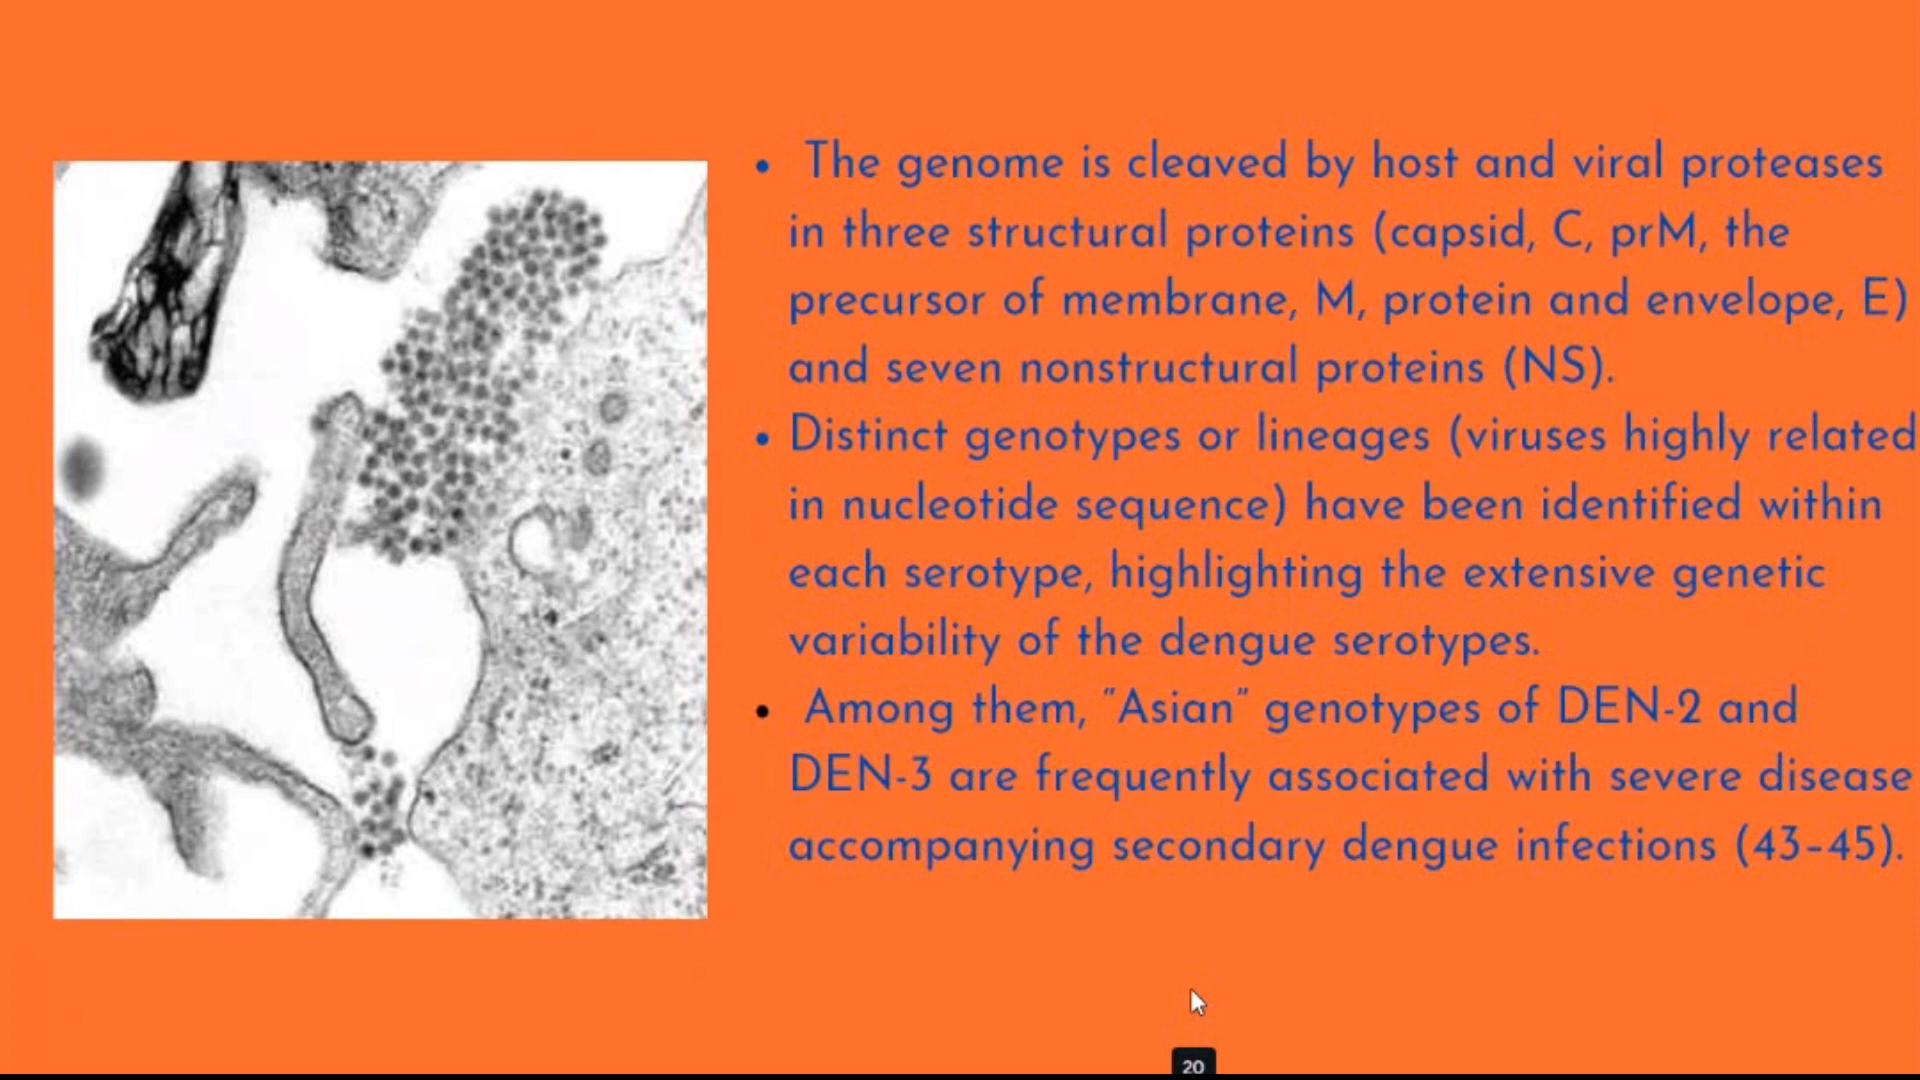 • The genome is cleaved by host and viral proteases
in three structural proteins (capsid, C, prM, the
precursor of membrane, M, protein and envelope, E)
and seven nonstructural proteins (NS).
• Distinct genotypes or lineages (viruses highly related
in nucleotide sequence) have been identified within
each serotype, highlighting the extensive genetic
variability of the dengue serotypes.
• Among them, “Asian” genotypes of DEN-2 and
DEN-3 are frequently associated with severe disease
accompanying secondary dengue infections (43–45).
20